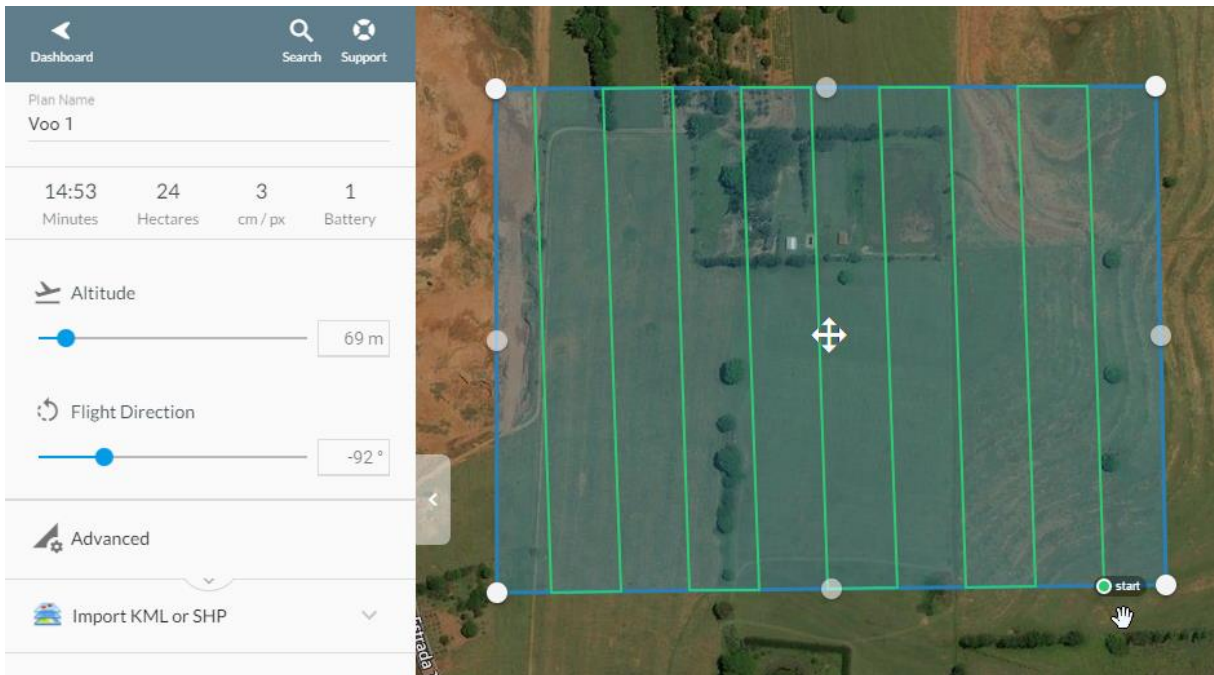 Dashboard
Search
Support
Plan Name
Voo 1
14:53 24 3 1
Minutes Hectares cm / px Battery
Altitude
69 m
Flight Direction
-92 °
Advanced
Import KML or SHP
start
Estrada